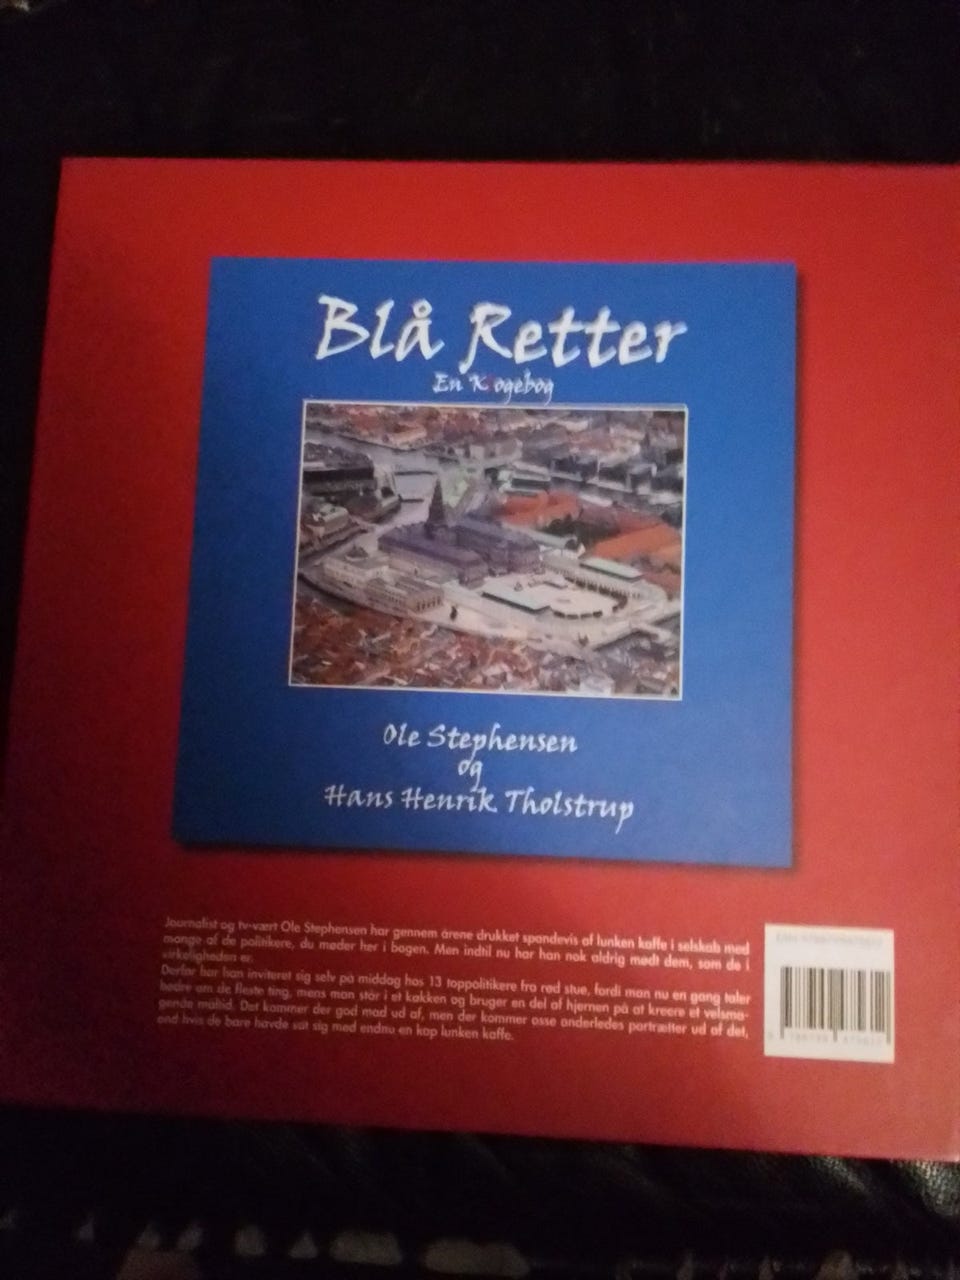 Blå Retter
En Kogebog
Ole Stephensen
og
Hans Henrik Tholstrup
Journalist og tv-vært Ole Stephensen har gennem årene drukket spandevis af lunken kaffe i selskab med
mange af de politikere, du møder her i bogen. Men indtil nu har han nok aldrig mødt dem, som de i
virkeligheden er.
Derfor har han inviteret sig selv på middag hos 13 toppolitikere fra rød stue, fordi man nu en gang taler
bedre om de fleste ting, mens man står i et køkken og bruger en del af hjernen på at kreere et velsma-
gende måltid. Det kommer der god mad ud af, men der kommer osse anderledes portrætter ud af det,
end hvis de bare havde sat sig med endnu en kop lunken kaffe.